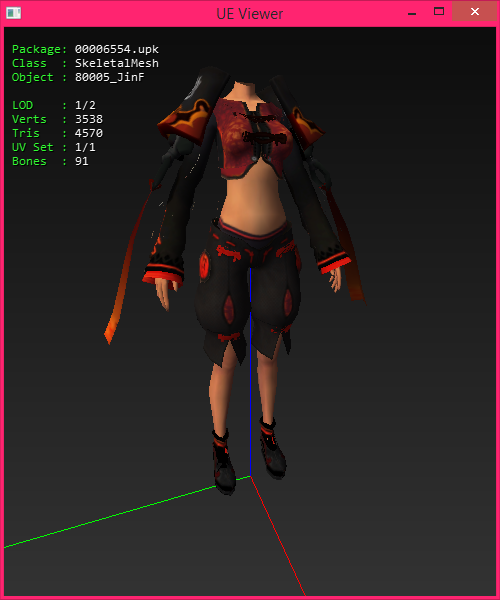 UE Viewer
Package: 00006554.upk
Class : SkeletalMesh
Object : 80005_JinF
LOD : 1/2
Verts : 3538
Tris : 4570
UV Set : 1/1
Bones : 91